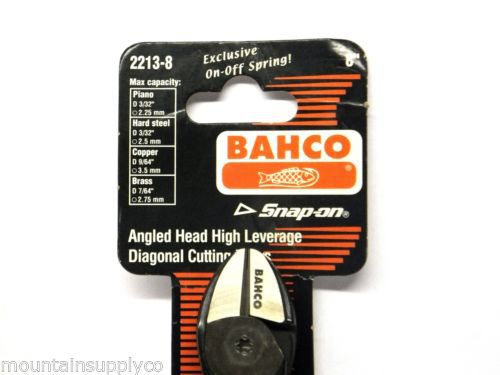 2213-8
Exclusive
On-Off Spring!
8"
Max capacity:
Piano
D 3/32"
○ 2.25 mm
Hard steel
D 3/32"
○ 2.5 mm
Copper
D 9/64"
○ 3.5 mm
Brass
D 7/64"
○ 2.75 mm
BAHCO
Snap-on®
Angled Head High Leverage
Diagonal Cutting
BAHCO
mountainsupplyco